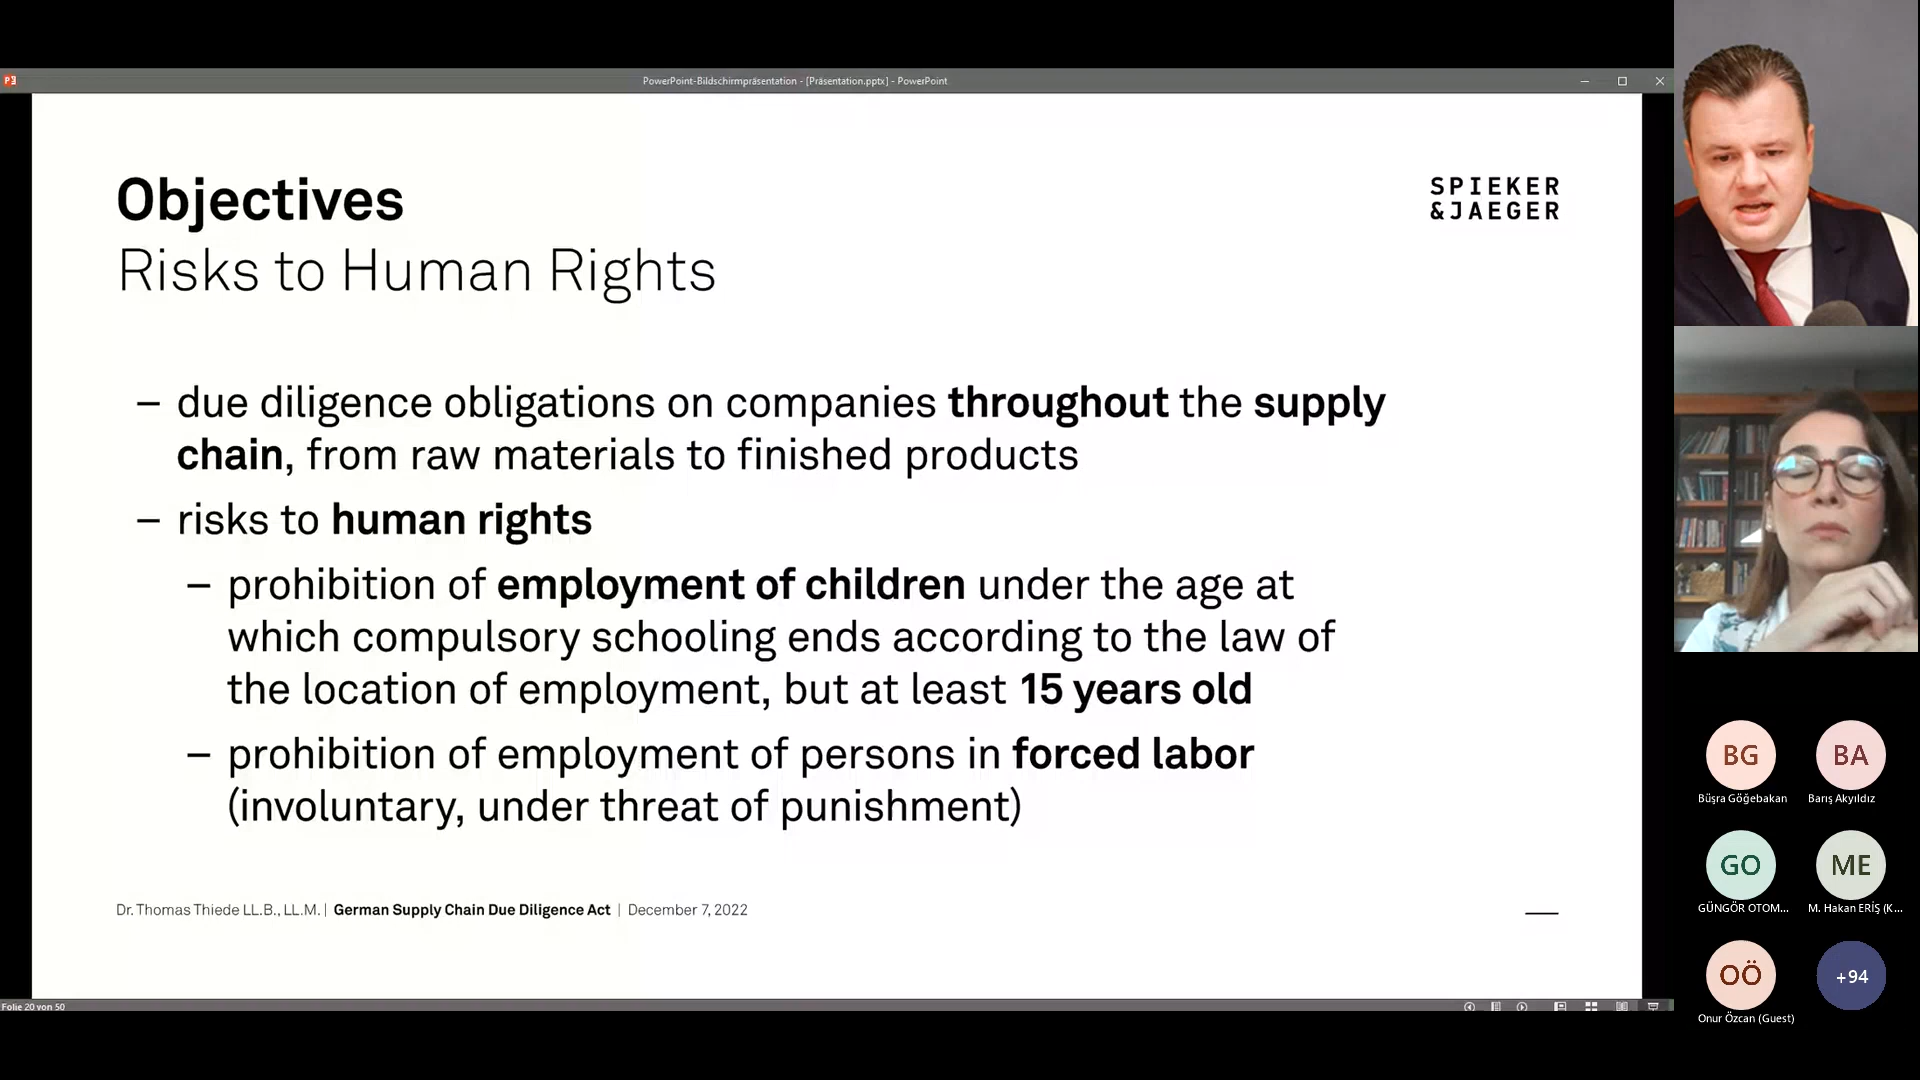 PowerPoint-Bildschirmpräsentation - [Präsentation.pptx] - PowerPoint
Objectives
Risks to Human Rights
SPIEKER
&JAEGER
– due diligence obligations on companies throughout the supply
chain, from raw materials to finished products
– risks to human rights
– prohibition of employment of children under the age at
which compulsory schooling ends according to the law of
the location of employment, but at least 15 years old
– prohibition of employment of persons in forced labor
(involuntary, under threat of punishment)
Dr. Thomas Thiede LL.B., LL.M. | German Supply Chain Due Diligence Act | December 7, 2022
Folie 20 von 50
BG
Büşra Göğebakan
BA
Barış Akyıldız
GO
GÜNGÖR OTOM...
ME
M. Hakan ERİŞ (K...
OÖ
Onur Özcan (Guest)
+94